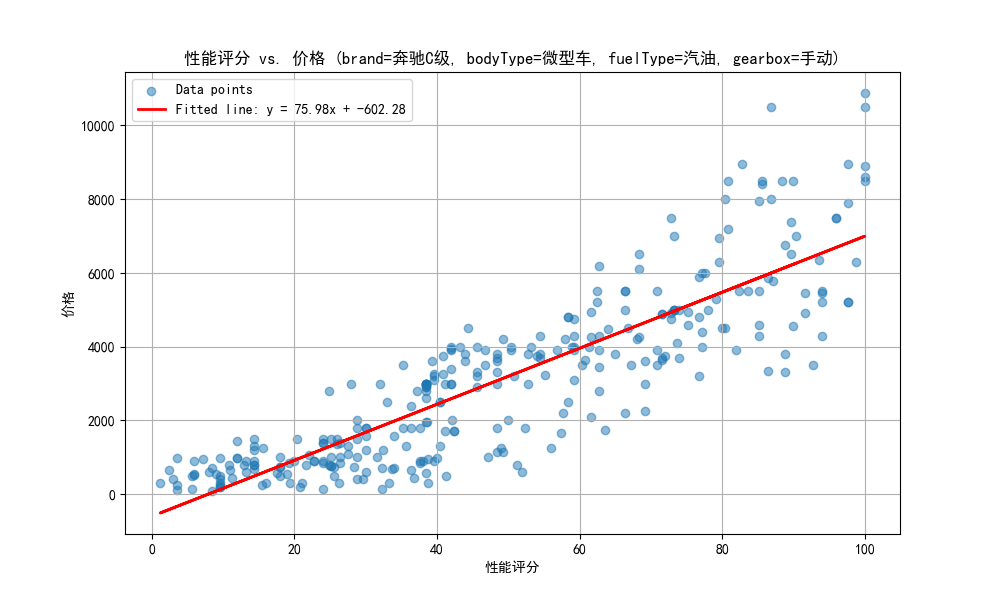 性能评分 vs. 价格 (brand=奔驰C级, bodyType=微型车, fuelType=汽油, gearbox=手动)
Data points
Fitted line: y = 75.98x + -602.28
10000
8000
6000
4000
2000
0
价格
0 20 40 60 80 100
性能评分